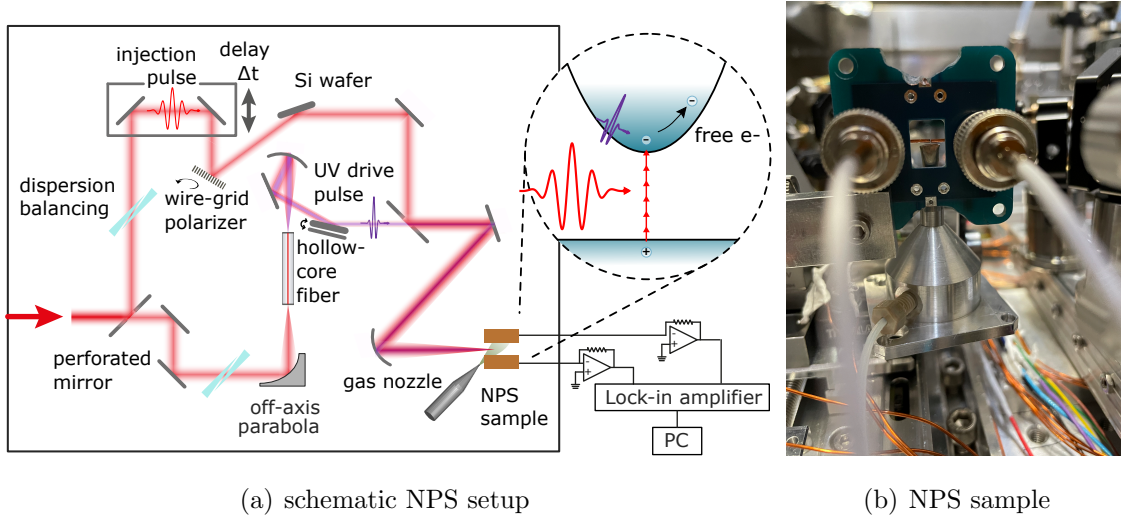 injection
pulse
delay
Δt
Si wafer
dispersion
balancing
wire-grid
polarizer
UV drive
pulse
hollow-
core
fiber
free e-
perforated
mirror
off-axis
parabola
gas nozzle
NPS
sample
Lock-in amplifier
PC
(a) schematic NPS setup
(b) NPS sample